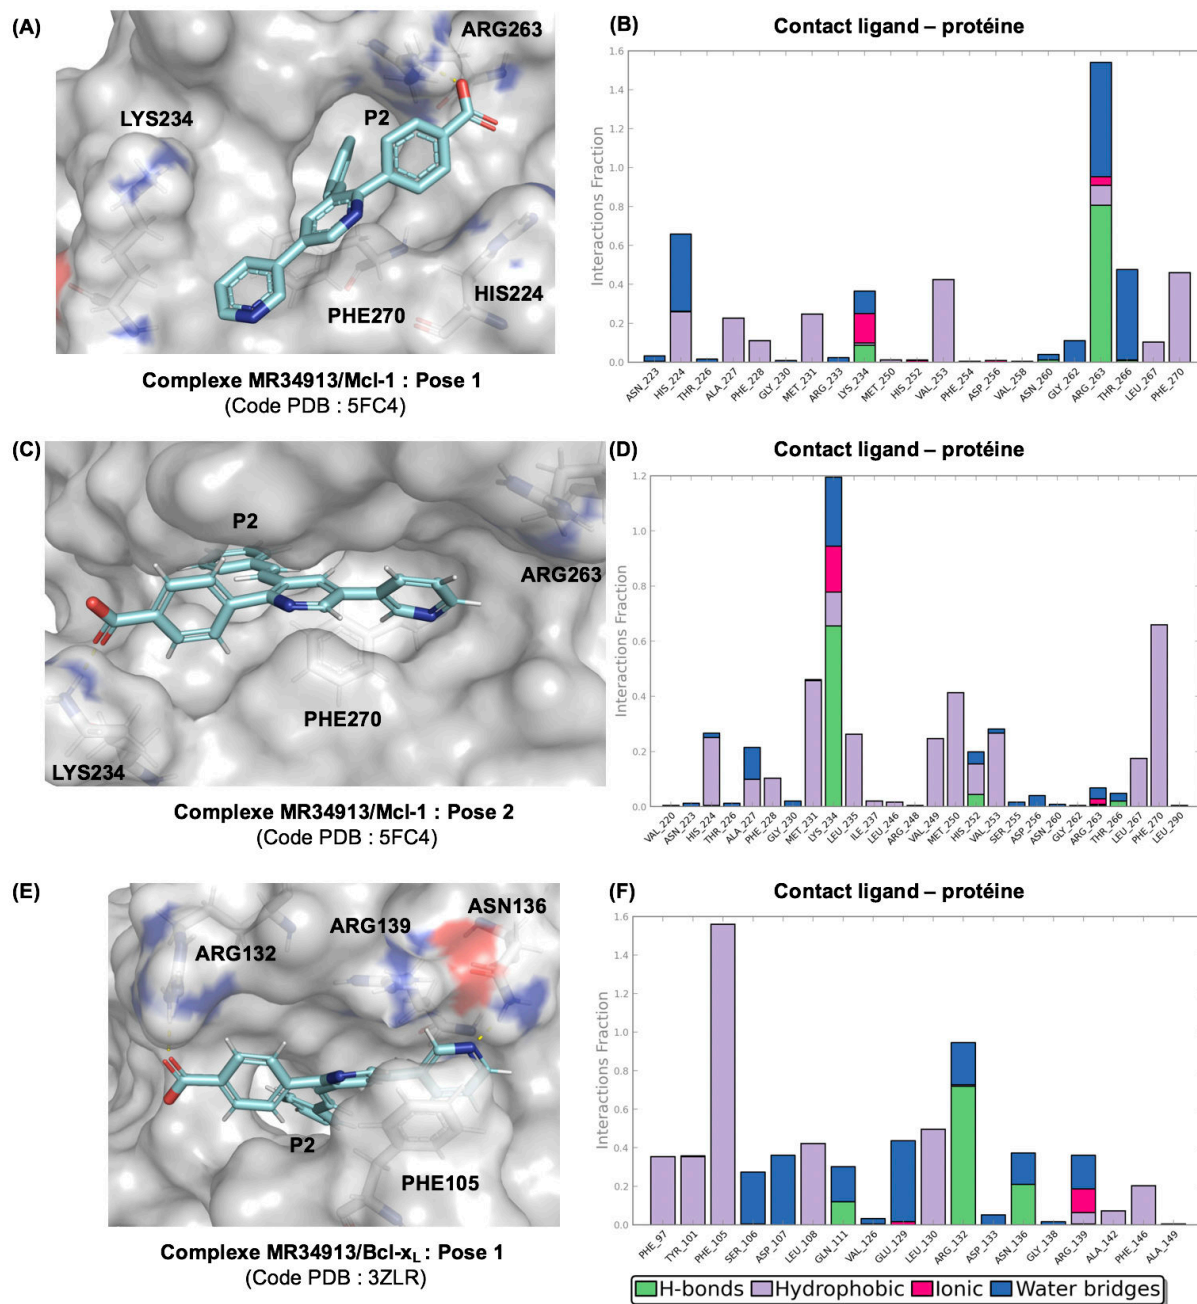 (A)
ARG263
LYS234
P2
PHE270
HIS224
Complexe MR34913/Mcl-1 : Pose 1
(Code PDB : 5FC4)
(B)
Contact ligand – protéine
Interactions Fraction
1.6
1.4
1.2
1.0
0.8
0.6
0.4
0.2
0.0
ASN_223
HIS_224
THR_226
ALA_227
PHE_228
GLY_230
MET_231
ARG_233
LYS_234
MET_250
HIS_252
VAL_253
PHE_254
ASP_256
VAL_258
ASN_260
GLY_262
ARG_263
THR_266
LEU_267
PHE_270
(C)
P2
ARG263
PHE270
LYS234
Complexe MR34913/Mcl-1 : Pose 2
(Code PDB : 5FC4)
(D)
Contact ligand – protéine
Interactions Fraction
1.2
1.0
0.8
0.6
0.4
0.2
0.0
VAL_220
ASN_223
HIS_224
THR_226
ALA_227
PHE_228
GLY_230
MET_231
LYS_234
LEU_235
ILE_237
LEU_246
ARG_248
VAL_249
MET_250
HIS_252
VAL_253
SER_255
ASP_256
ASN_260
GLY_262
ARG_263
THR_266
LEU_267
PHE_270
LEU_290
(E)
ASN136
ARG139
ARG132
P2
PHE105
Complexe MR34913/Bcl-xL : Pose 1
(Code PDB : 3ZLR)
(F)
Contact ligand – protéine
Interactions Fraction
1.6
1.4
1.2
1.0
0.8
0.6
0.4
0.2
0.0
PHE_97
TYR_101
PHE_105
SER_106
ASP_107
LEU_108
GLN_111
VAL_126
GLU_129
LEU_130
ARG_132
ASP_133
ASN_136
GLY_138
ARG_139
ALA_142
PHE_146
ALA_149
H-bonds
Hydrophobic
Ionic
Water bridges